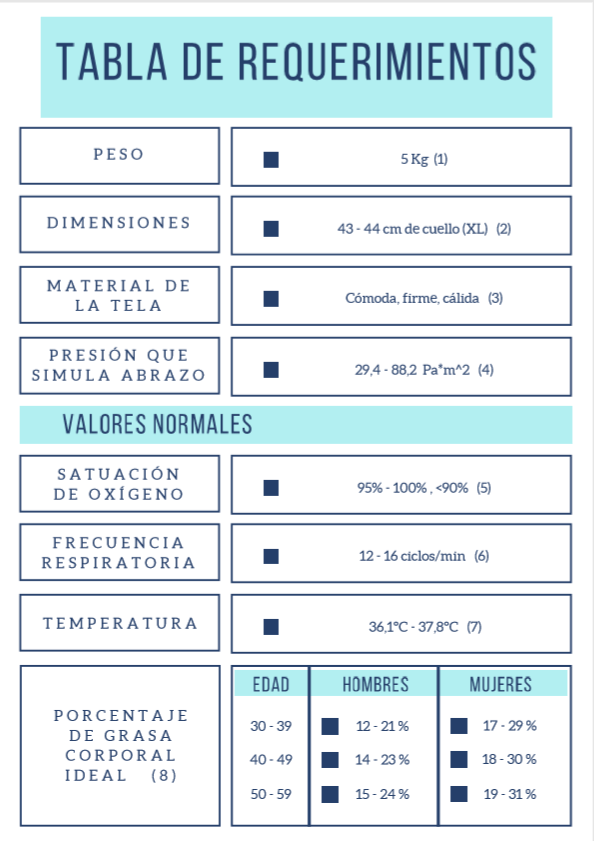 TABLA DE REQUERIMIENTOS
PESO
5 Kg (1)
DIMENSIONES
43 - 44 cm de cuello (XL) (2)
MATERIAL DE
LA TELA
Cómoda, firme, cálida (3)
PRESIÓN QUE
SIMULA ABRAZO
29,4 - 88,2 Pa*m^2 (4)
VALORES NORMALES
SATUACIÓN
DE OXÍGENO
95% - 100% , <90% (5)
FRECUENCIA
RESPIRATORIA
12 - 16 ciclos/min (6)
TEMPERATURA
36,1°C - 37,8°C (7)
PORCENTAJE
DE GRASA
CORPORAL
IDEAL (8)
EDAD HOMBRES MUJERES
30 - 39 12 - 21 % 17 - 29 %
40 - 49 14 - 23 % 18 - 30 %
50 - 59 15 - 24 % 19 - 31 %